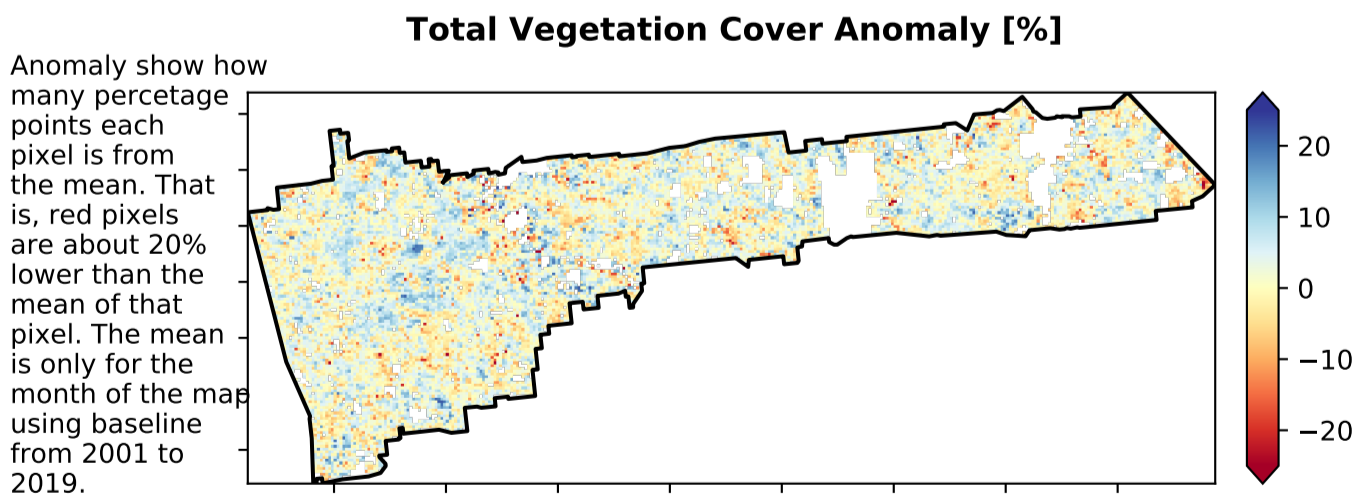 Total Vegetation Cover Anomaly [%]
Anomaly show how
many percetage
points each
pixel is from
the mean. That
is, red pixels
are about 20%
lower than the
mean of that
pixel. The mean
is only for the
month of the map
using baseline
from 2001 to
2019.
20
10
0
−10
−20